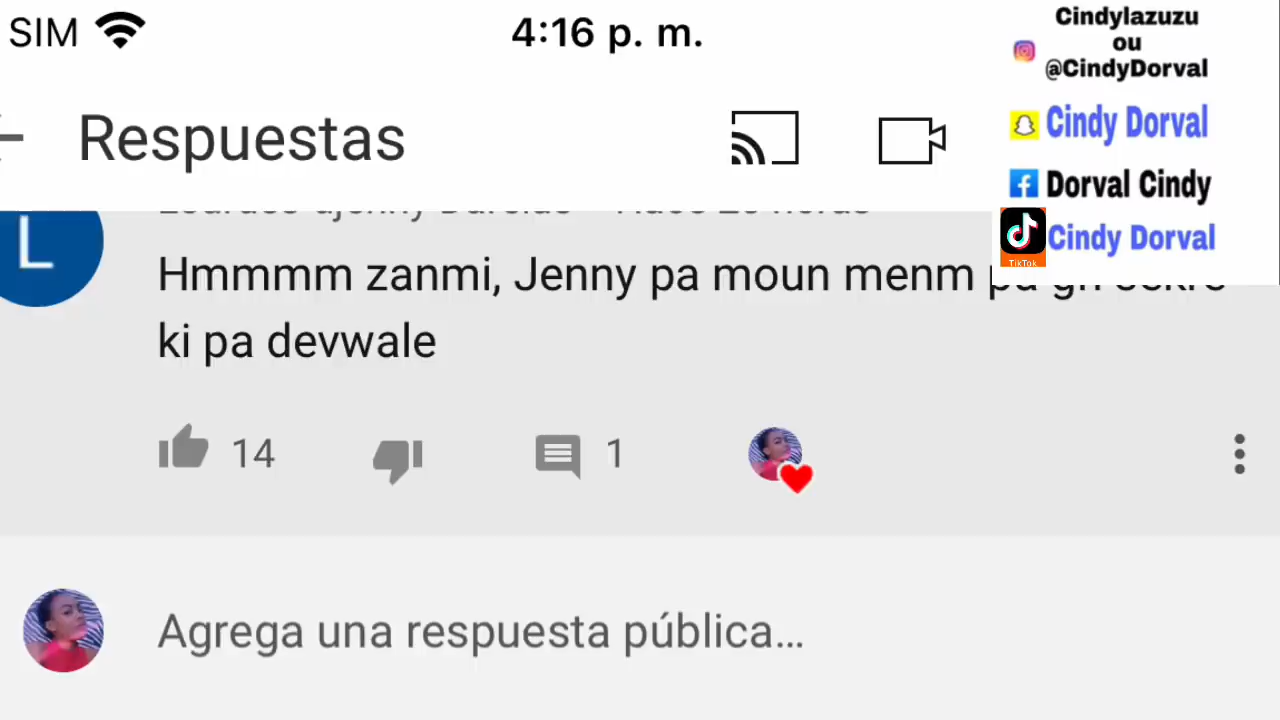 SIM 4:16 p. m.
Cindylazuzu
ou
@CindyDorval
Respuestas
Cindy Dorval
Dorval Cindy
Cindy Dorval
TikTok
L
Hmmmm zanmi, Jenny pa moun menm pa
ki pa devwale
14 1
Agrega una respuesta pública...